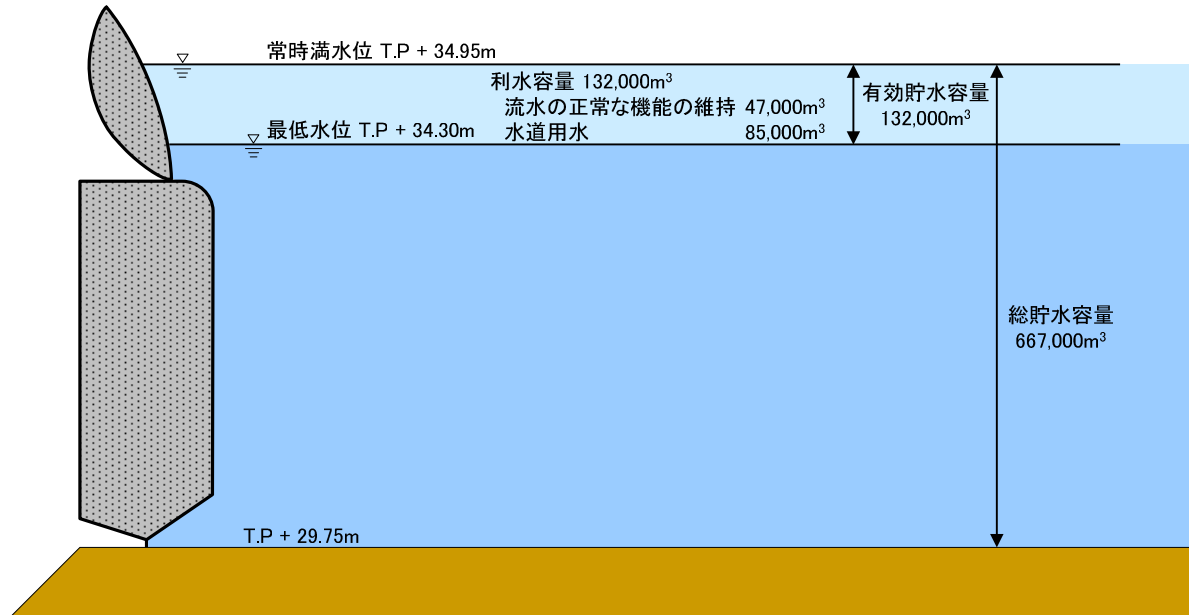 常時満水位 T.P + 34.95m
利水容量 132,000m³
流水の正常な機能の維持 47,000m³
水道用水 85,000m³
有効貯水容量
132,000m³
最低水位 T.P + 34.30m
総貯水容量
667,000m³
T.P + 29.75m